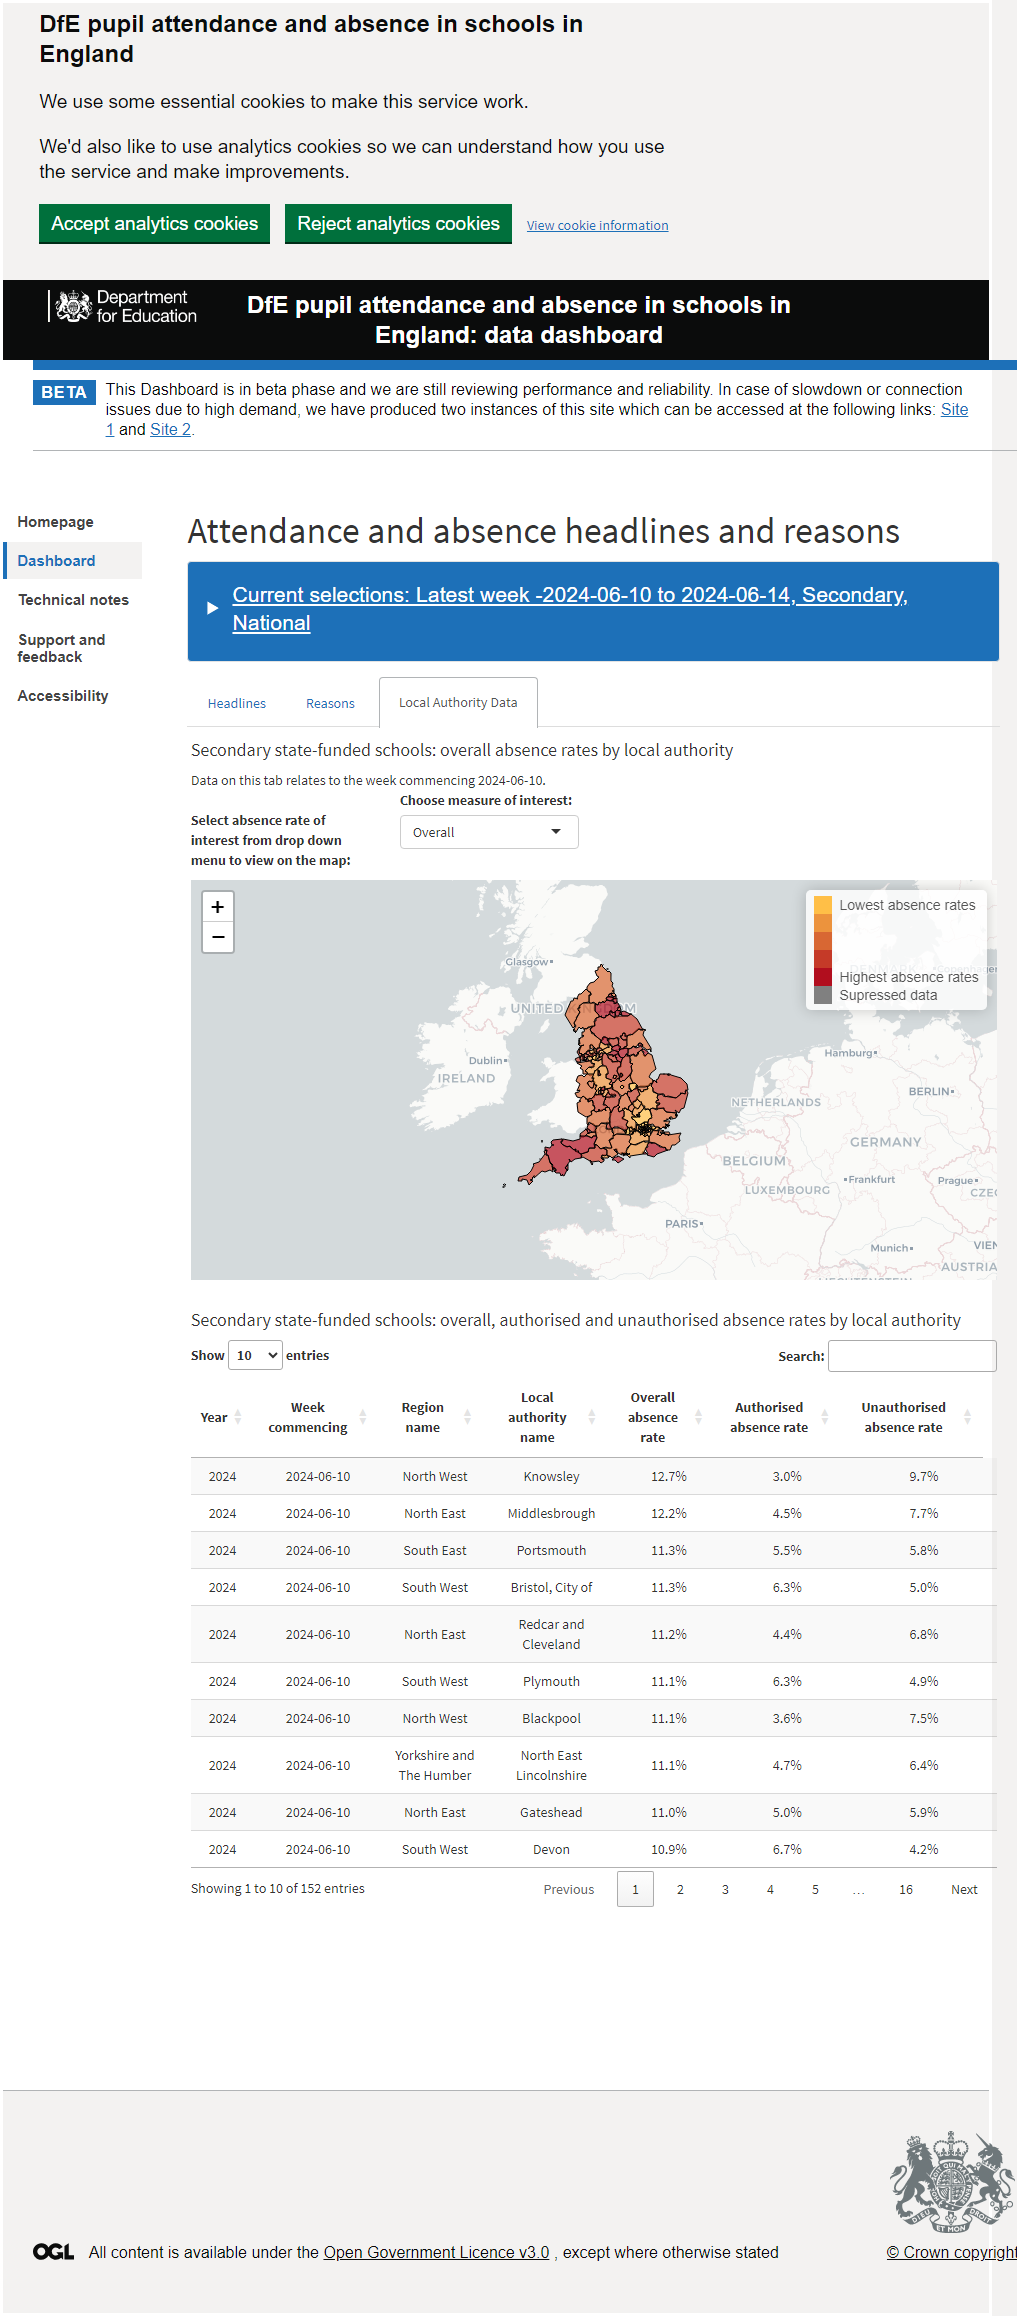 DfE pupil attendance and absence in schools in
England
We use some essential cookies to make this service work.
We'd also like to use analytics cookies so we can understand how you use
the service and make improvements.
Accept analytics cookies Reject analytics cookies View cookie information
Department
for Education
DfE pupil attendance and absence in schools in
England: data dashboard
BETA
This Dashboard is in beta phase and we are still reviewing performance and reliability. In case of slowdown or connection
issues due to high demand, we have produced two instances of this site which can be accessed at the following links: Site
1 and Site 2.
Homepage
Dashboard
Technical notes
Support and
feedback
Accessibility
Attendance and absence headlines and reasons
Current selections: Latest week -2024-06-10 to 2024-06-14, Secondary,
National
Headlines Reasons Local Authority Data
Secondary state-funded schools: overall absence rates by local authority
Data on this tab relates to the week commencing 2024-06-10.
Choose measure of interest:
Select absence rate of
interest from drop down
menu to view on the map:
Overall
+
−
Lowest absence rates
Highest absence rates
Supressed data
Glasgow
UNITED
Dublin
IRELAND
Hamburg
BERLIN
NETHERLANDS
GERMANY
BELGIUM
Frankfurt
Prague
LUXEMBOURG
CZEC
PARIS
Munich
VIEN
AUSTRIA
Secondary state-funded schools: overall, authorised and unauthorised absence rates by local authority
Show 10 entries Search:
Year Week commencing Region name Local authority name Overall absence rate Authorised absence rate Unauthorised absence rate
2024 2024-06-10 North West Knowsley 12.7% 3.0% 9.7%
2024 2024-06-10 North East Middlesbrough 12.2% 4.5% 7.7%
2024 2024-06-10 South East Portsmouth 11.3% 5.5% 5.8%
2024 2024-06-10 South West Bristol, City of 11.3% 6.3% 5.0%
2024 2024-06-10 North East Redcar and Cleveland 11.2% 4.4% 6.8%
2024 2024-06-10 South West Plymouth 11.1% 6.3% 4.9%
2024 2024-06-10 North West Blackpool 11.1% 3.6% 7.5%
2024 2024-06-10 Yorkshire and The Humber North East Lincolnshire 11.1% 4.7% 6.4%
2024 2024-06-10 North East Gateshead 11.0% 5.0% 5.9%
2024 2024-06-10 South West Devon 10.9% 6.7% 4.2%
Showing 1 to 10 of 152 entries Previous 1 2 3 4 5 … 16 Next
OGL All content is available under the Open Government Licence v3.0 , except where otherwise stated
© Crown copyright